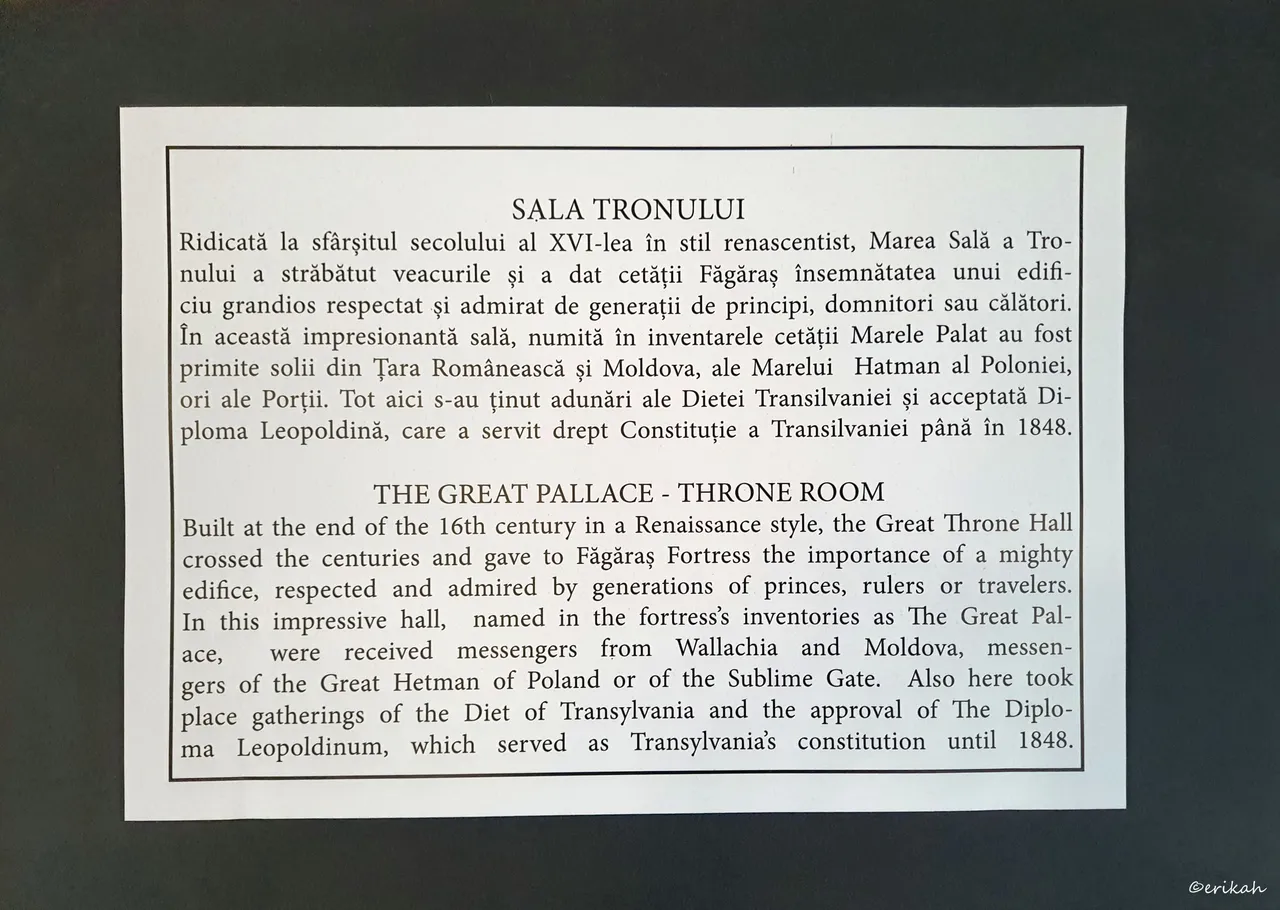 SALA TRONULUI
Ridicată la sfârșitul secolului al XVI-lea în stil renascentist, Marea Sală a Tro-
nului a străbătut veacurile și a dat cetății Făgăraș însemnătatea unui edifi-
ciu grandios respectat și admirat de generații de principi, domnitori sau călători.
În această impresionantă sală, numită în inventarele cetății Marele Palat au fost
primite solii din Țara Românească și Moldova, ale Marelui Hatman al Poloniei,
ori ale Porții. Tot aici s-au ținut adunări ale Dietei Transilvaniei și acceptată Di-
ploma Leopoldină, care a servit drept Constituție a Transilvaniei până în 1848.
THE GREAT PALLACE - THRONE ROOM
Built at the end of the 16th century in a Renaissance style, the Great Throne Hall
crossed the centuries and gave to Făgăraș Fortress the importance of a mighty
edifice, respected and admired by generations of princes, rulers or travelers.
In this impressive hall, named in the fortress's inventories as The Great Pal-
ace, were received messengers from Wallachia and Moldova, messen-
gers of the Great Hetman of Poland or of the Sublime Gate. Also here took
place gatherings of the Diet of Transylvania and the approval of The Diplo-
ma Leopoldinum, which served as Transylvania's constitution until 1848.
©erikah